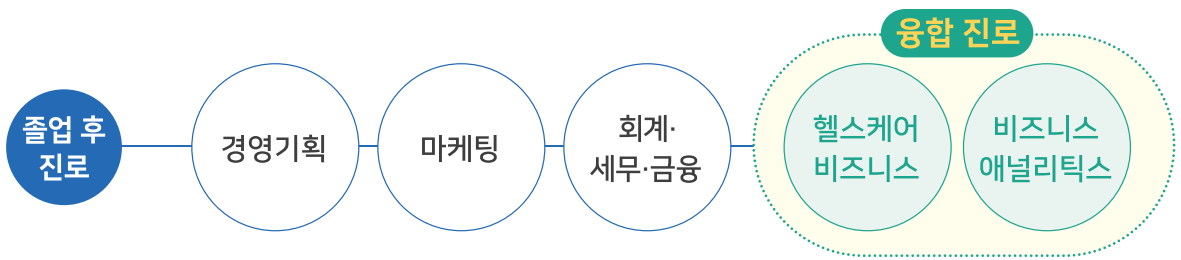 졸업 후
진로
경영기획
마케팅
회계·
세무·금융
융합 진로
헬스케어
비즈니스
비즈니스
애널리틱스